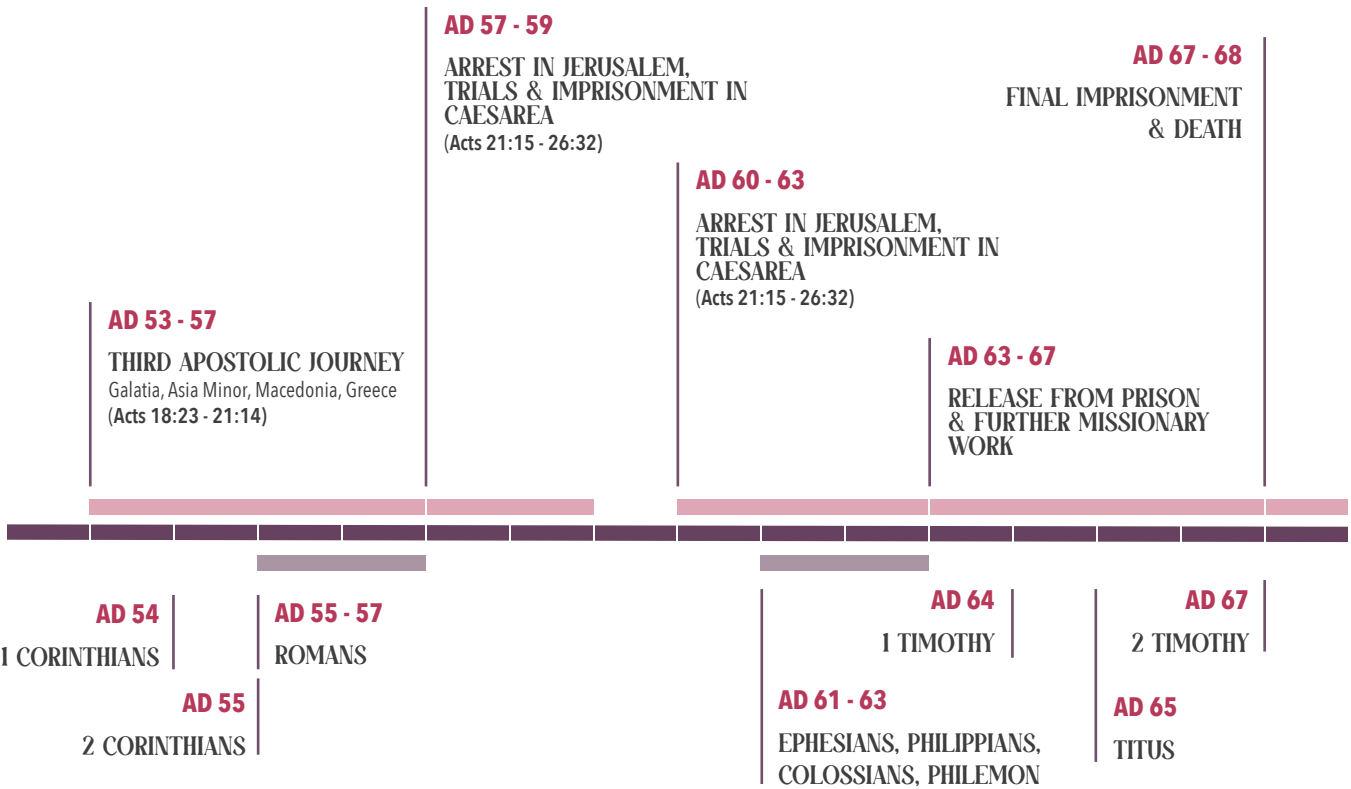 AD 57 - 59
ARREST IN JERUSALEM,
TRIALS & IMPRISONMENT IN
CAESAREA
(Acts 21:15 - 26:32)
AD 67 - 68
FINAL IMPRISONMENT
& DEATH
AD 60 - 63
ARREST IN JERUSALEM,
TRIALS & IMPRISONMENT IN
CAESAREA
(Acts 21:15 - 26:32)
AD 53 - 57
THIRD APOSTOLIC JOURNEY
Galatia, Asia Minor, Macedonia, Greece
(Acts 18:23 - 21:14)
AD 63 - 67
RELEASE FROM PRISON
& FURTHER MISSIONARY
WORK
AD 54
1 CORINTHIANS
AD 55 - 57
ROMANS
AD 55
2 CORINTHIANS
AD 64
1 TIMOTHY
AD 67
2 TIMOTHY
AD 61 - 63
EPHESIANS, PHILIPPIANS,
COLOSSIANS, PHILEMON
AD 65
TITUS